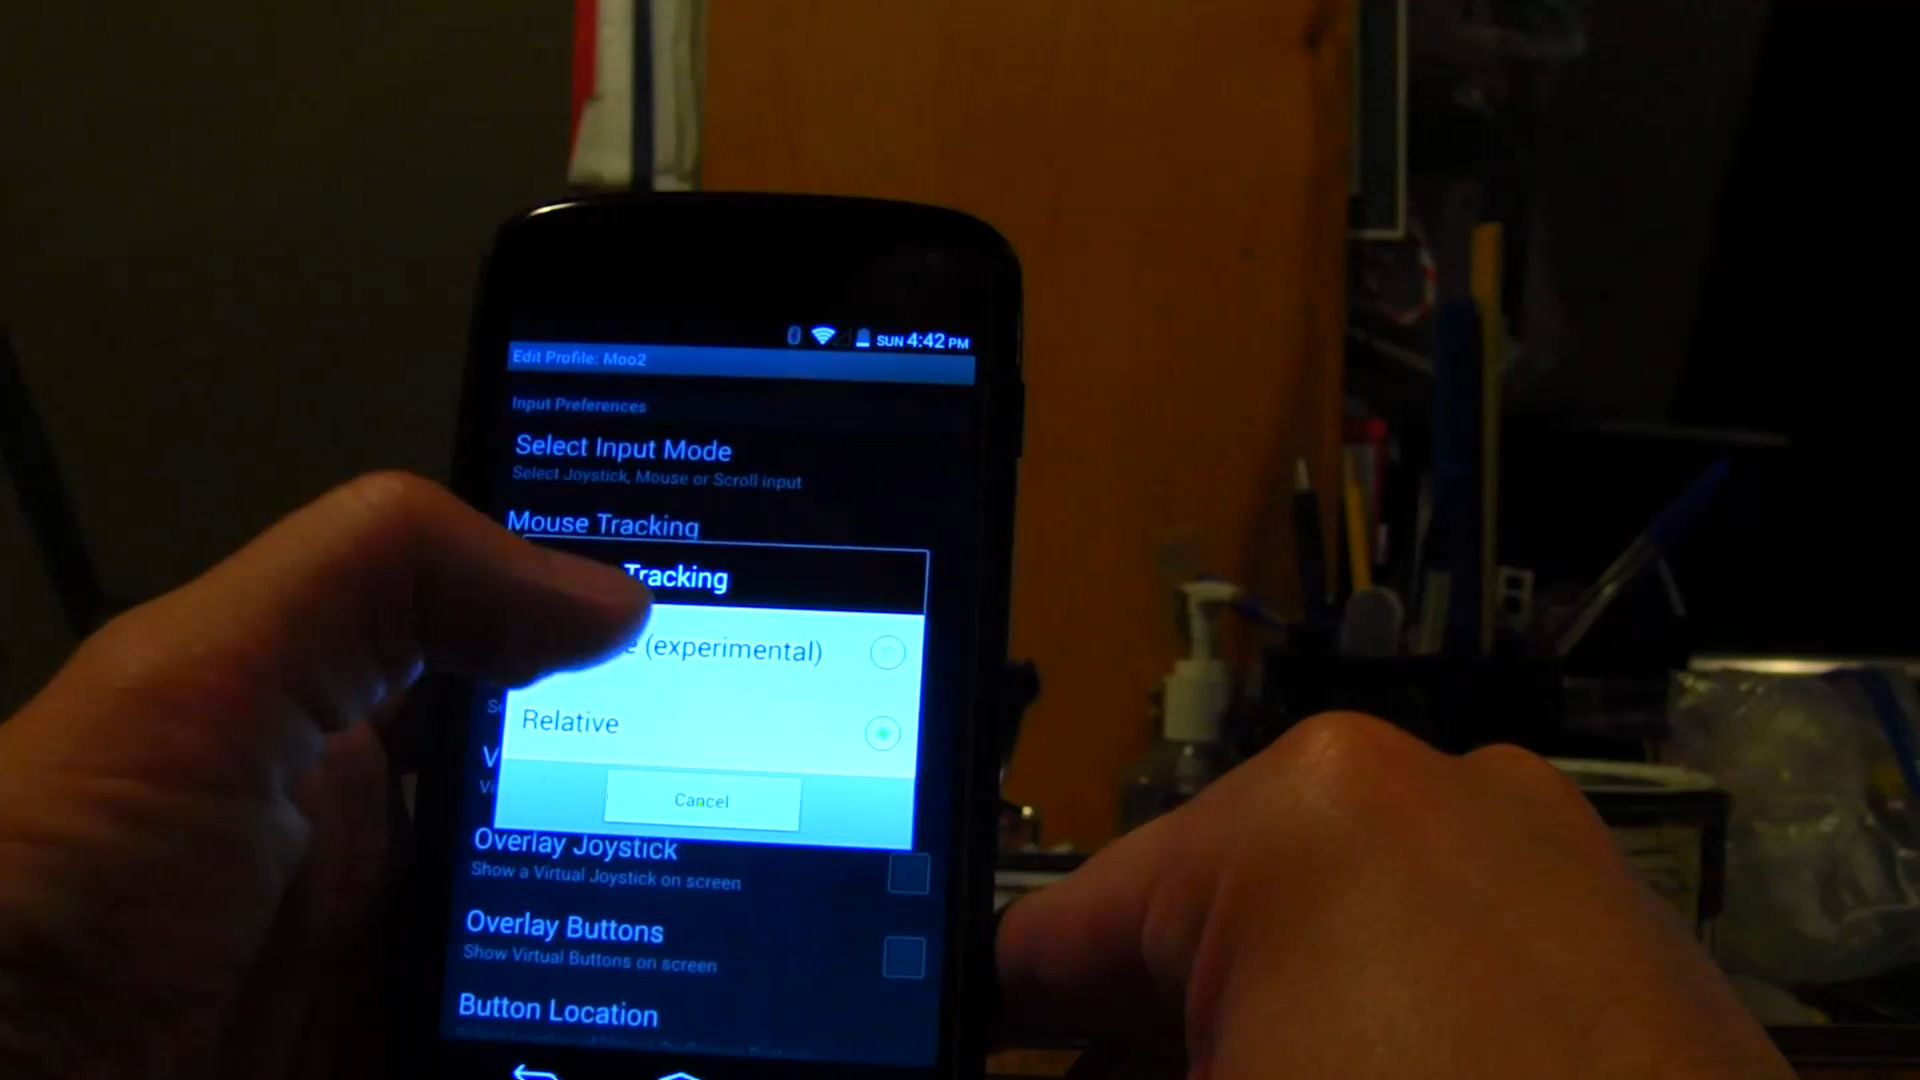 SUN 4:42 PM
Edit Profile: Moo2
Input Preferences
Select Input Mode
Select Joystick, Mouse or Scroll input
Mouse Tracking
Tracking
(experimental)
Relative
Cancel
Overlay Joystick
Show a Virtual Joystick on screen
Overlay Buttons
Show Virtual Buttons on screen
Button Location